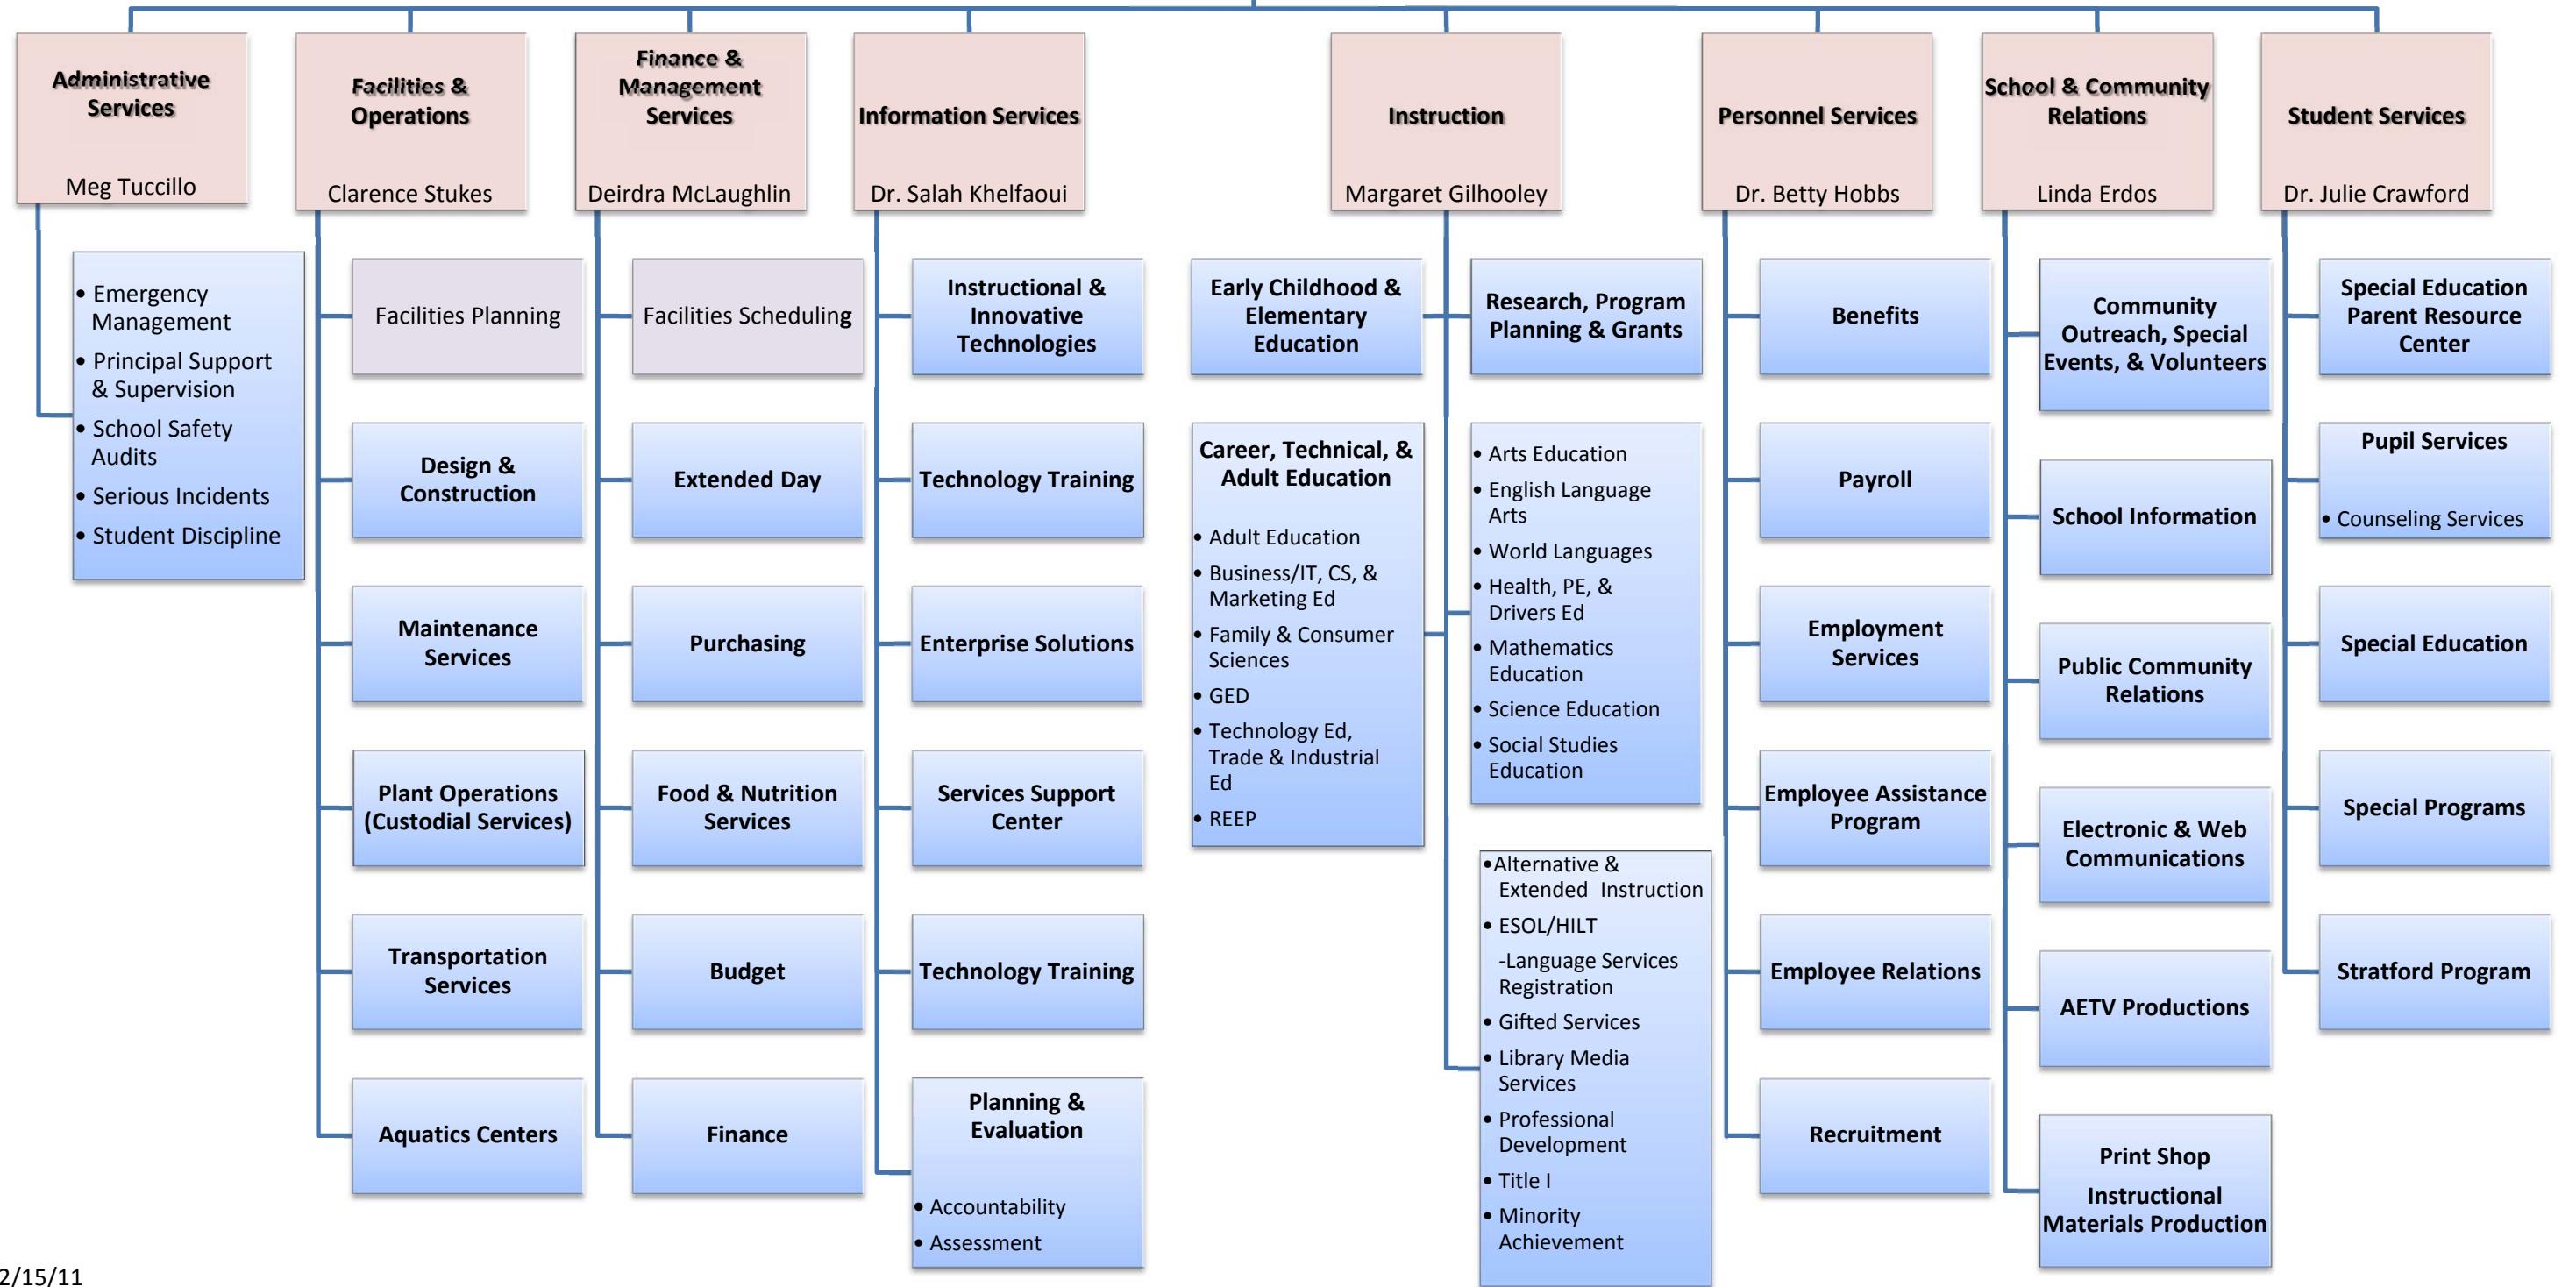 Administrative
Services
Meg Tuccillo
• Emergency
Management
• Principal Support
& Supervision
• School Safety
Audits
• Serious Incidents
• Student Discipline
Facilities &
Operations
Clarence Stukes
Facilities Planning
Design &
Construction
Maintenance
Services
Plant Operations
(Custodial Services)
Transportation
Services
Aquatics Centers
Finance &
Management
Services
Deirdra McLaughlin
Facilities Scheduling
Extended Day
Purchasing
Food & Nutrition
Services
Budget
Finance
Information Services
Dr. Salah Khelfaoui
Instructional &
Innovative
Technologies
Technology Training
Enterprise Solutions
Services Support
Center
Technology Training
Planning &
Evaluation
• Accountability
• Assessment
Instruction
Margaret Gilhooley
Early Childhood &
Elementary
Education
Career, Technical, &
Adult Education
• Adult Education
• Business/IT, CS, &
Marketing Ed
• Family & Consumer
Sciences
• GED
• Technology Ed,
Trade & Industrial
Ed
• REEP
Research, Program
Planning & Grants
• Arts Education
• English Language
Arts
• World Languages
• Health, PE, &
Drivers Ed
• Mathematics
Education
• Science Education
• Social Studies
Education
•Alternative &
Extended Instruction
• ESOL/HILT
-Language Services
Registration
• Gifted Services
• Library Media
Services
• Professional
Development
• Title I
• Minority
Achievement
Personnel Services
Dr. Betty Hobbs
Benefits
Payroll
Employment
Services
Employee Assistance
Program
Employee Relations
Recruitment
School & Community
Relations
Linda Erdos
Community
Outreach, Special
Events, & Volunteers
School Information
Public Community
Relations
Electronic & Web
Communications
AETV Productions
Print Shop
Instructional
Materials Production
Student Services
Dr. Julie Crawford
Special Education
Parent Resource
Center
Pupil Services
• Counseling Services
Special Education
Special Programs
Stratford Program
2/15/11